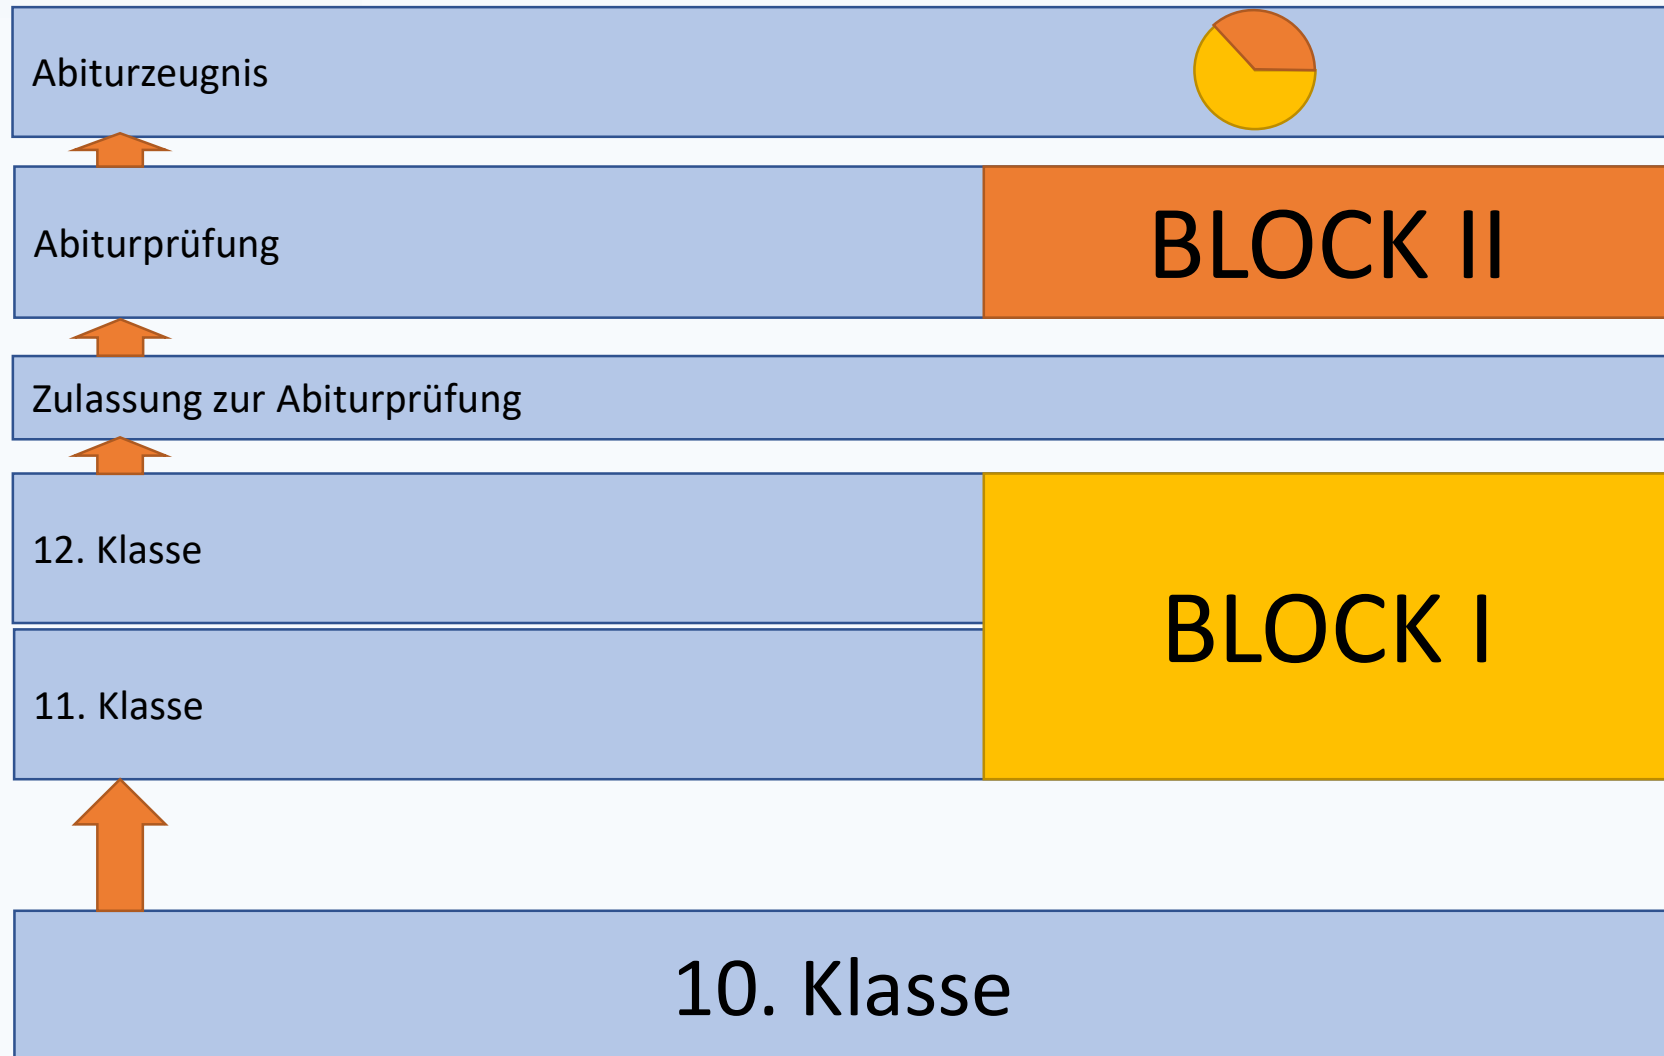 Abiturzeugnis
Abiturprüfung
BLOCK II
Zulassung zur Abiturprüfung
12. Klasse
BLOCK I
11. Klasse
10. Klasse